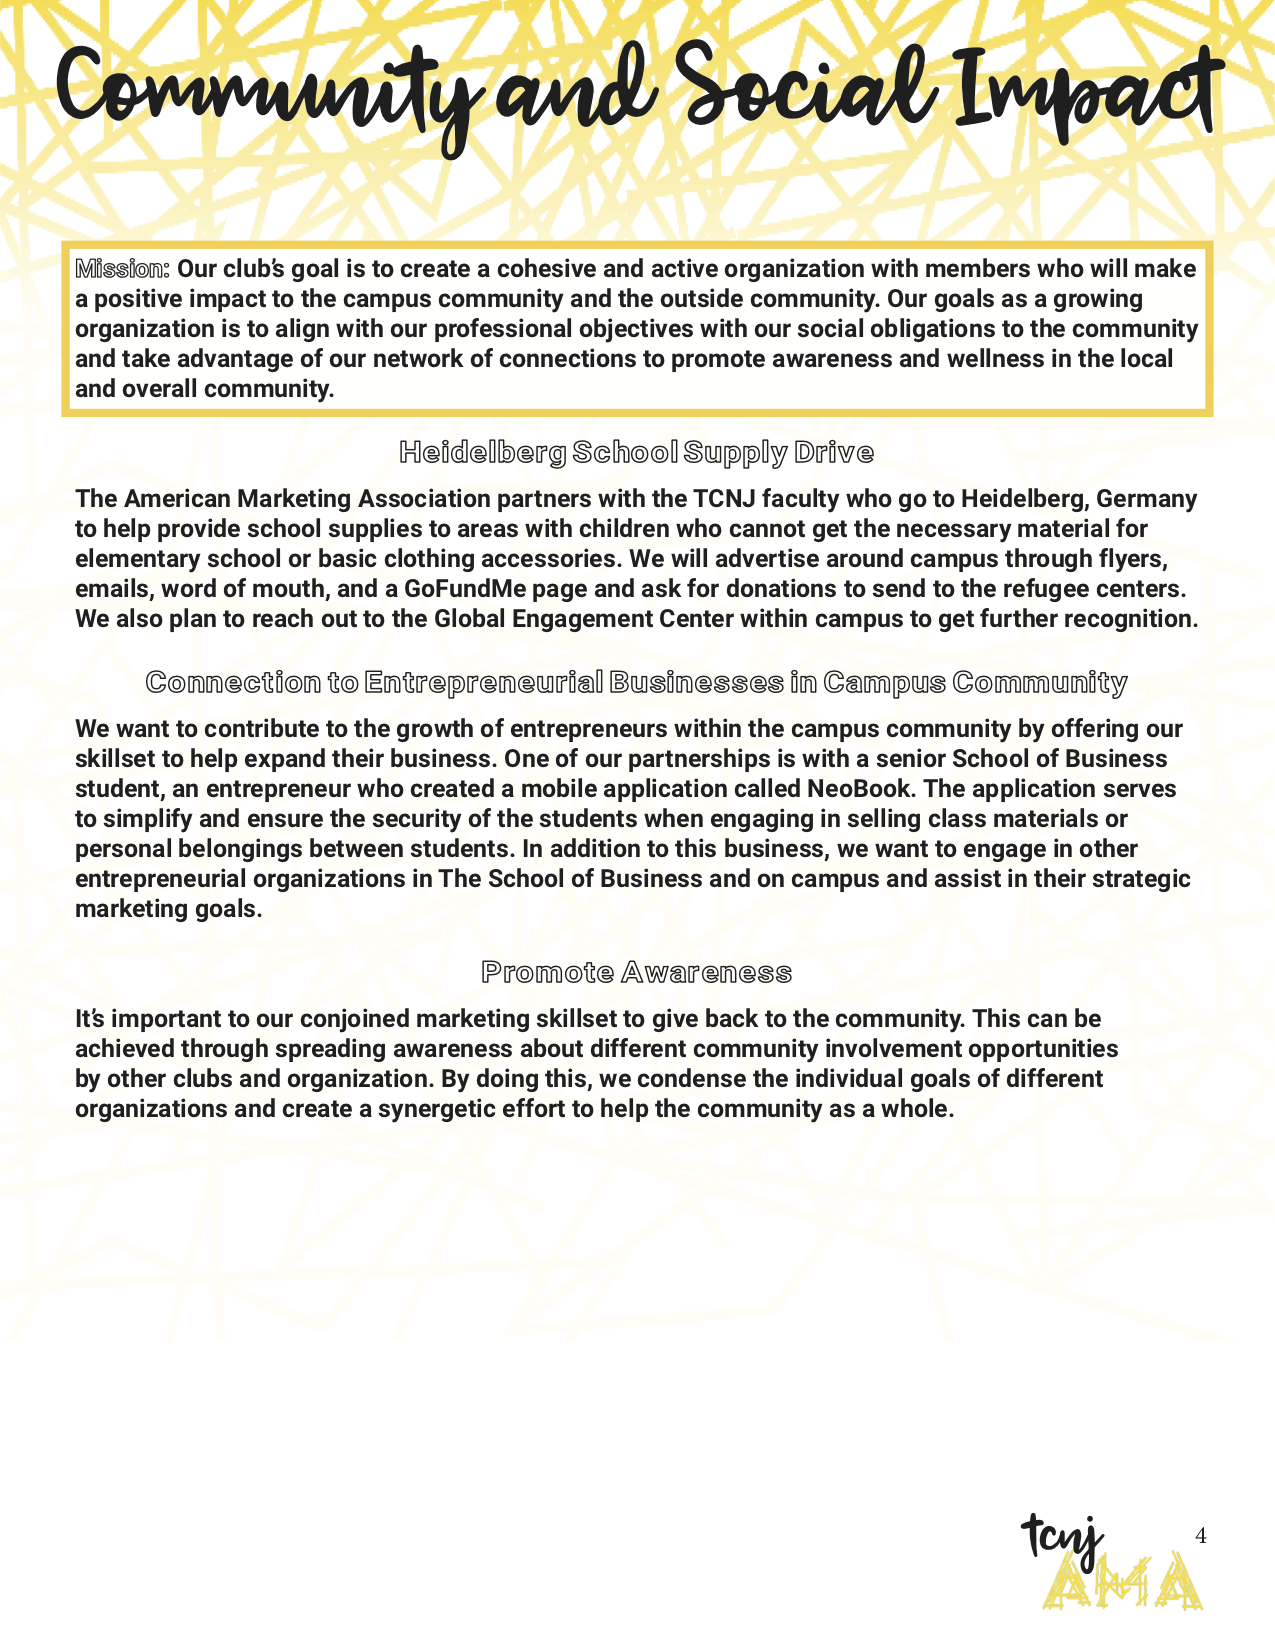 Community and Social Impact
Mission: Our club's goal is to create a cohesive and active organization with members who will make
a positive impact to the campus community and the outside community. Our goals as a growing
organization is to align with our professional objectives with our social obligations to the community
and take advantage of our network of connections to promote awareness and wellness in the local
and overall community.
Heidelberg School Supply Drive
The American Marketing Association partners with the TCNJ faculty who go to Heidelberg, Germany
to help provide school supplies to areas with children who cannot get the necessary material for
elementary school or basic clothing accessories. We will advertise around campus through flyers,
emails, word of mouth, and a GoFundMe page and ask for donations to send to the refugee centers.
We also plan to reach out to the Global Engagement Center within campus to get further recognition.
Connection to Entrepreneurial Businesses in Campus Community
We want to contribute to the growth of entrepreneurs within the campus community by offering our
skillset to help expand their business. One of our partnerships is with a senior School of Business
student, an entrepreneur who created a mobile application called NeoBook. The application serves
to simplify and ensure the security of the students when engaging in selling class materials or
personal belongings between students. In addition to this business, we want to engage in other
entrepreneurial organizations in The School of Business and on campus and assist in their strategic
marketing goals.
Promote Awareness
It's important to our conjoined marketing skillset to give back to the community. This can be
achieved through spreading awareness about different community involvement opportunities
by other clubs and organization. By doing this, we condense the individual goals of different
organizations and create a synergetic effort to help the community as a whole.
tcnj
AMA
4